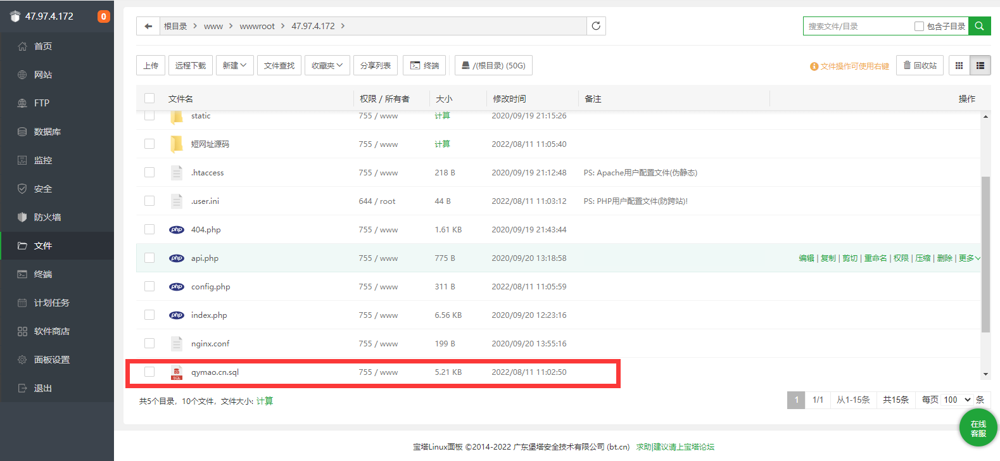 47.97.4.172
0
首页
网站
FTP
数据库
监控
安全
防火墙
文件
终端
计划任务
软件商店
面板设置
退出
根目录 > www > wwwroot > 47.97.4.172 >
搜索文件/目录 包含子目录
上传 远程下载 新建 文件查找 收藏夹 分享列表 终端 /(根目录) (50G)
文件操作可使用右键 回收站
文件名 权限 / 所有者 大小 修改时间 备注 操作
static 755 / www 计算 2020/09/19 21:15:26
短网址源码 755 / www 计算 2022/08/11 11:05:40
.htaccess 755 / www 218 B 2020/09/19 21:12:48 PS: Apache用户配置文件(伪静态)
.user.ini 644 / root 44 B 2022/08/11 11:03:12 PS: PHP用户配置文件(防跨站)!
php 404.php 755 / www 1.61 KB 2020/09/19 21:43:44
php api.php 755 / www 775 B 2020/09/20 13:18:58 编辑 | 复制 | 剪切 | 重命名 | 权限 | 压缩 | 删除 | 更多
php config.php 755 / www 311 B 2022/08/11 11:05:59
php index.php 755 / www 6.56 KB 2020/09/20 12:23:16
nginx.conf 755 / www 199 B 2020/09/20 13:55:16
SQL qymao.cn.sql 755 / www 5.21 KB 2022/08/11 11:02:50
共5个目录，10个文件，文件大小: 计算
1 1/1 从1-15条 共15条 每页 100 条
在线
客服
宝塔Linux面板 ©2014-2022 广东堡塔安全技术有限公司 (bt.cn) 求助|建议请上宝塔论坛